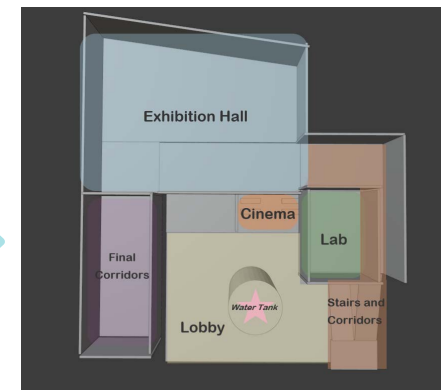 Exhibition Hall
Cinema
Lab
Final
Corridors
Water Tank
Stairs and
Corridors
Lobby